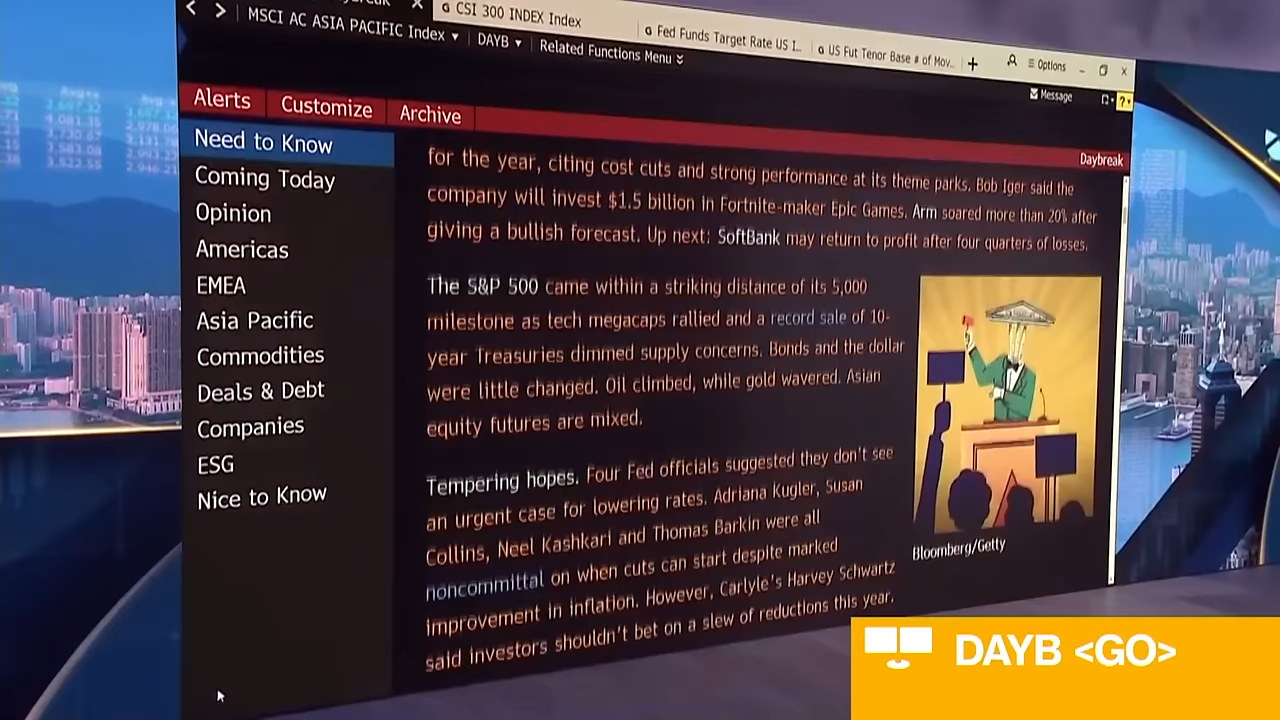 MSCI AC ASIA PACIFIC Index
DAYB
Related Functions Menu
G CSI 300 INDEX Index
G Fed Funds Target Rate US I...
G US Fut Tenor Base # of Mov...
Options
Message
Alerts
Customize
Archive
Daybreak
Need to Know
Coming Today
Opinion
Americas
EMEA
Asia Pacific
Commodities
Deals & Debt
Companies
ESG
Nice to Know
for the year, citing cost cuts and strong performance at its theme parks. Bob Iger said the
company will invest $1.5 billion in Fortnite-maker Epic Games. Arm soared more than 20% after
giving a bullish forecast. Up next: SoftBank may return to profit after four quarters of losses.
The S&P 500 came within a striking distance of its 5,000
milestone as tech megacaps rallied and a record sale of 10-
year Treasuries dimmed supply concerns. Bonds and the dollar
were little changed. Oil climbed, while gold wavered. Asian
equity futures are mixed.
Tempering hopes. Four Fed officials suggested they don't see
an urgent case for lowering rates. Adriana Kugler, Susan
Collins, Neel Kashkari and Thomas Barkin were all
noncommittal on when cuts can start despite marked
improvement in inflation. However, Carlyle's Harvey Schwartz
said investors shouldn't bet on a slew of reductions this year.
Bloomberg/Getty
DAYB <GO>